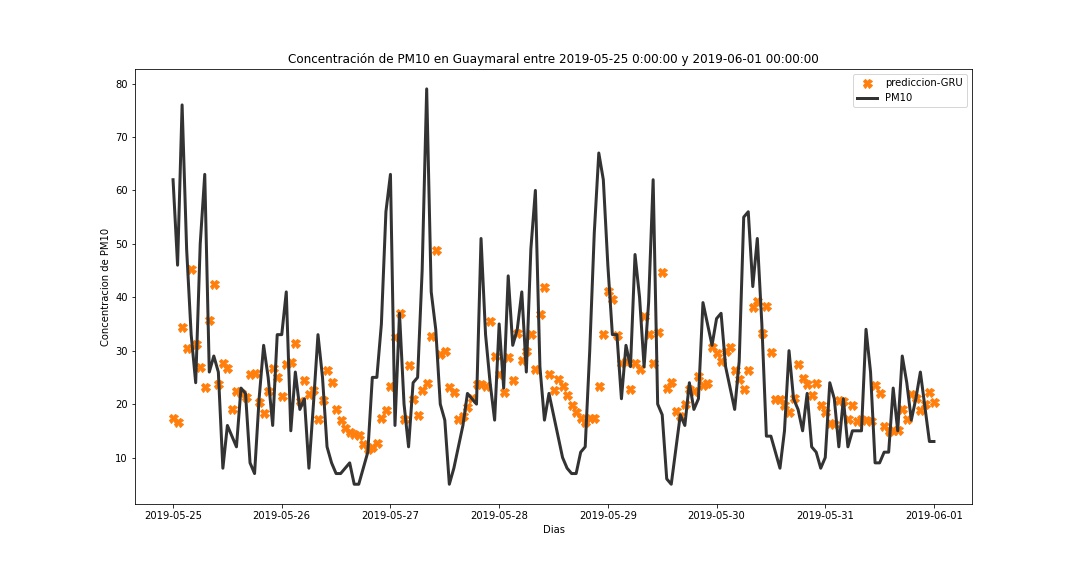 Concentración de PM10 en Guaymaral entre 2019-05-25 0:00:00 y 2019-06-01 00:00:00
prediccion-GRU
PM10
Concentracion de PM10
80
70
60
50
40
30
20
10
2019-05-25 2019-05-26 2019-05-27 2019-05-28 2019-05-29 2019-05-30 2019-05-31 2019-06-01
Dias